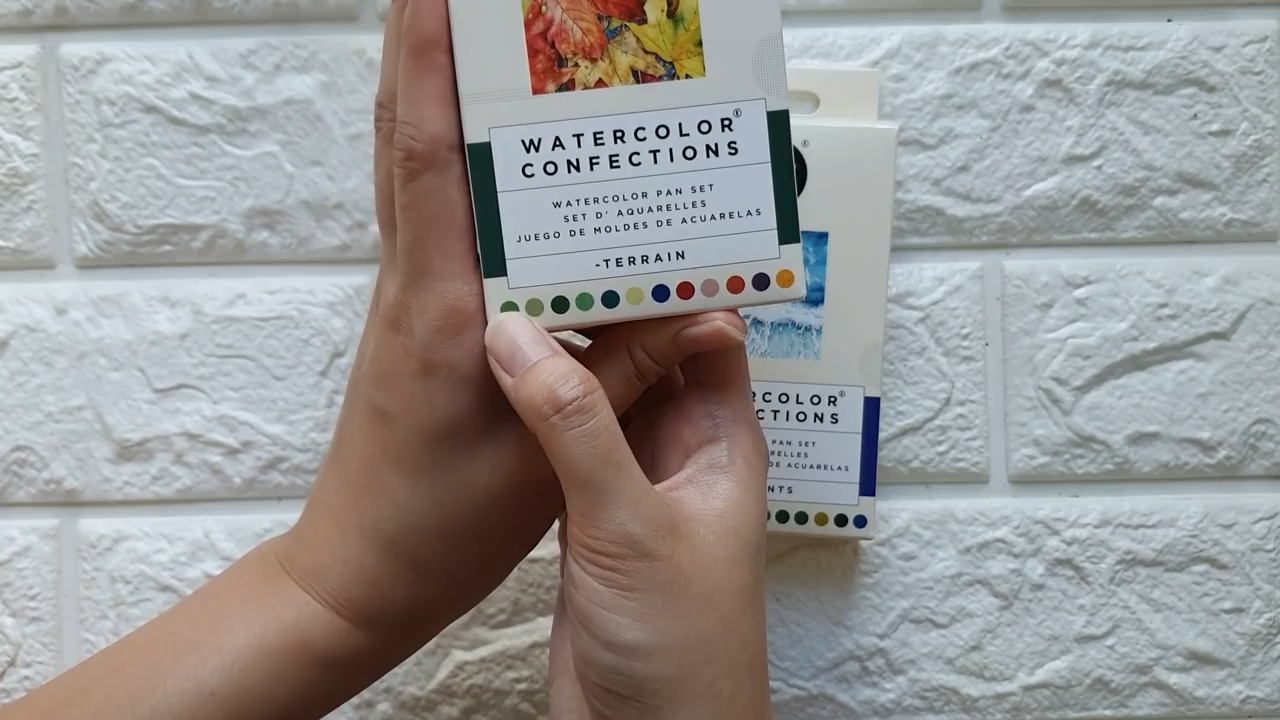 WATERCOLOR®
CONFECTIONS
WATERCOLOR PAN SET
SET D' AQUARELLES
JUEGO DE MOLDES DE ACUARELAS
-TERRAIN
RCOLOR®
CTIONS
PAN SET
RELLES
DE ACUARELAS
NTS